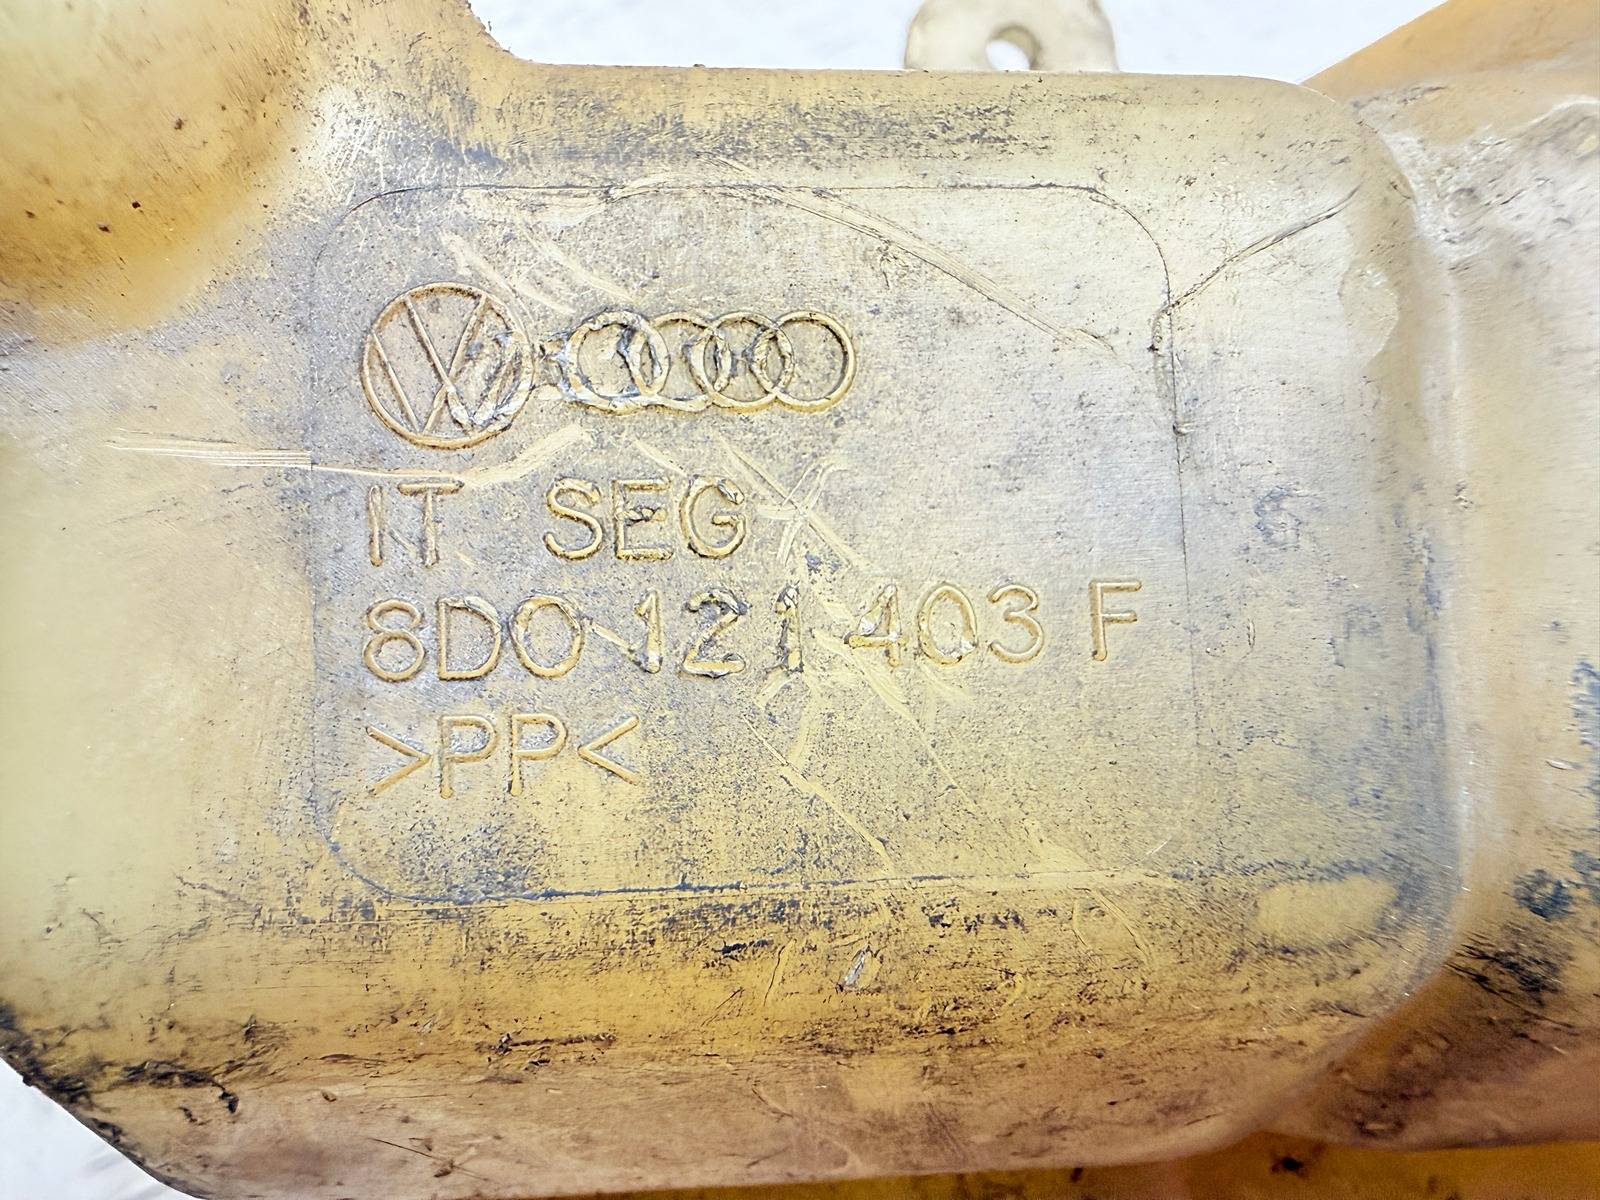 IT SEG
8D0 121 403 F
>PP<